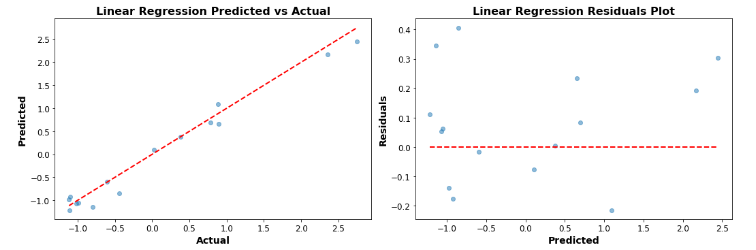 Linear Regression Predicted vs Actual
Predicted
2.5
2.0
1.5
1.0
0.5
0.0
−0.5
−1.0
−1.0 −0.5 0.0 0.5 1.0 1.5 2.0 2.5
Actual
Linear Regression Residuals Plot
Residuals
0.4
0.3
0.2
0.1
0.0
−0.1
−0.2
−1.0 −0.5 0.0 0.5 1.0 1.5 2.0 2.5
Predicted